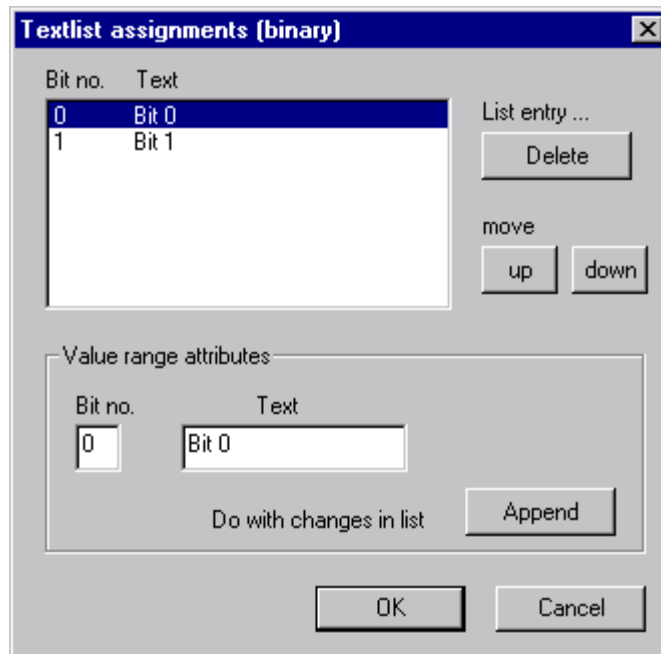 Textlist assignments (binary)
Bit no. Text
0 Bit 0
1 Bit 1
List entry ...
Delete
move
up down
Value range attributes
Bit no. Text
0 Bit 0
Do with changes in list
Append
OK Cancel